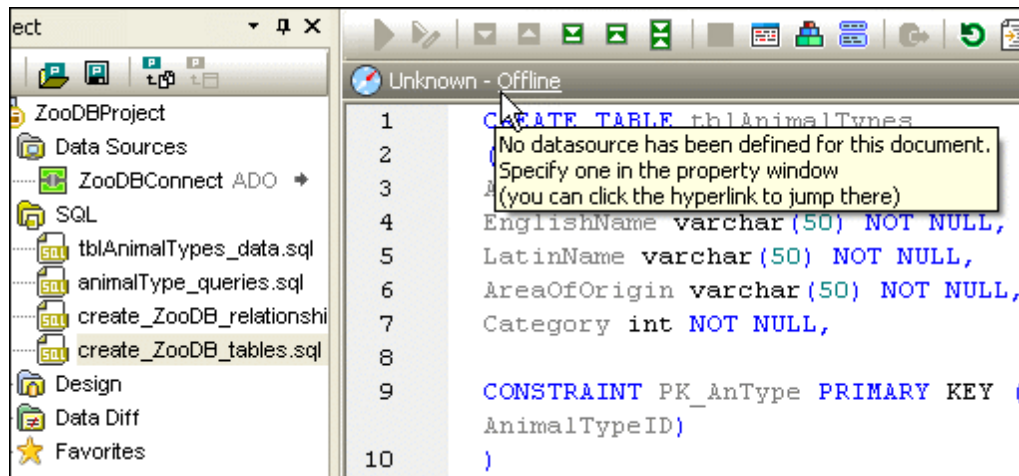 ect
ZooDBProject
Data Sources
ZooDBConnect ADO
SQL
tblAnimalTypes_data.sql
animalType_queries.sql
create_ZooDB_relationshi
create_ZooDB_tables.sql
Design
Data Diff
Favorites
Unknown - Offline
1 CREATE TABLE tblAnimalTypes
No datasource has been defined for this document.
Specify one in the property window
(you can click the hyperlink to jump there)
2 (
3 A
4 EnglishName varchar(50) NOT NULL,
5 LatinName varchar(50) NOT NULL,
6 AreaOfOrigin varchar(50) NOT NULL,
7 Category int NOT NULL,
8
9 CONSTRAINT PK_AnType PRIMARY KEY (
AnimalTypeID)
10 )